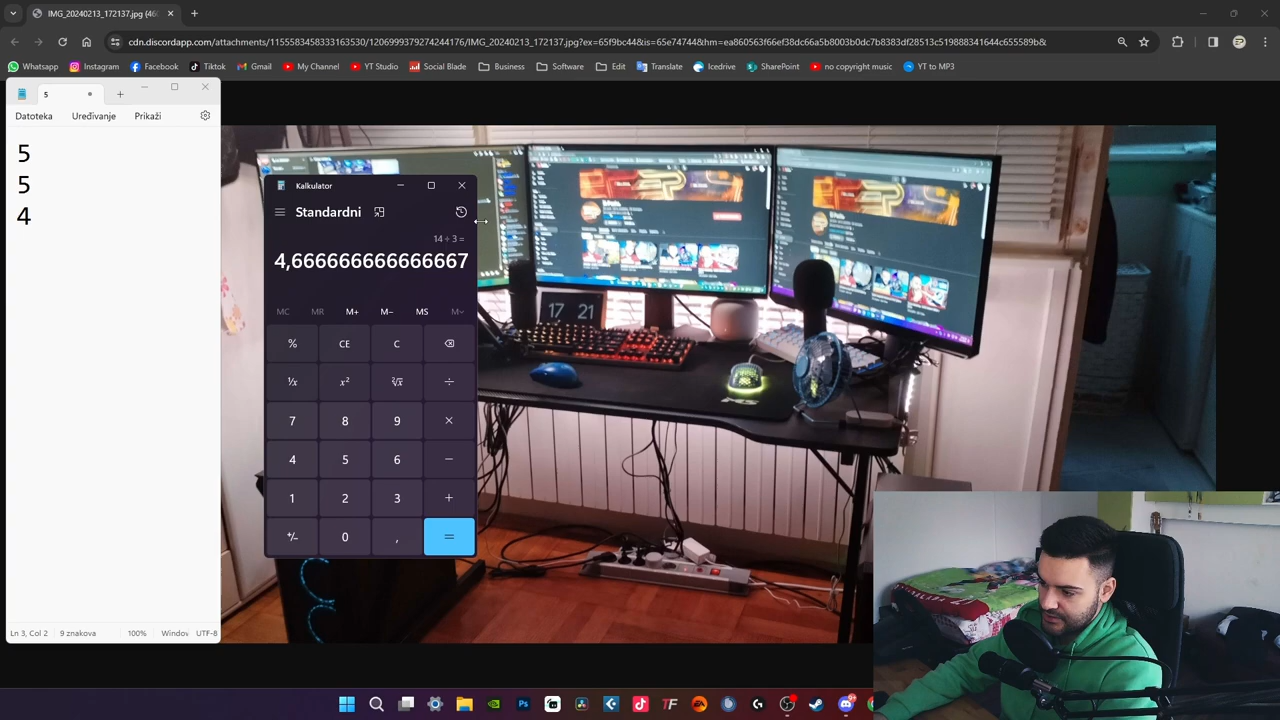 IMG_20240213_172137.jpg (46
cdn.discordapp.com/attachments/1155583458333163530/1206999379274244176/IMG_20240213_172137.jpg?ex=65f9bc44&is=65e74744&hm=ea860563f66ef38dc66a5b8003b0dc7b8383df28513c519888341644c655589b&
Whatsapp Instagram Facebook Tiktok Gmail My Channel YT Studio Social Blade Business Software Edit Translate Icedrive SharePoint no copyright music YT to MP3
5
Datoteka Uređivanje Prikaži
5
5
4
Kalkulator
Standardni
14 ÷ 3 =
4,666666666666667
MC MR M+ M− MS M
% CE C
¹/x x² ²√x ÷
7 8 9 ×
4 5 6 −
1 2 3 +
+/− 0 , =
17 21
Ln 3, Col 2 9 znakova 100% Windov UTF-8